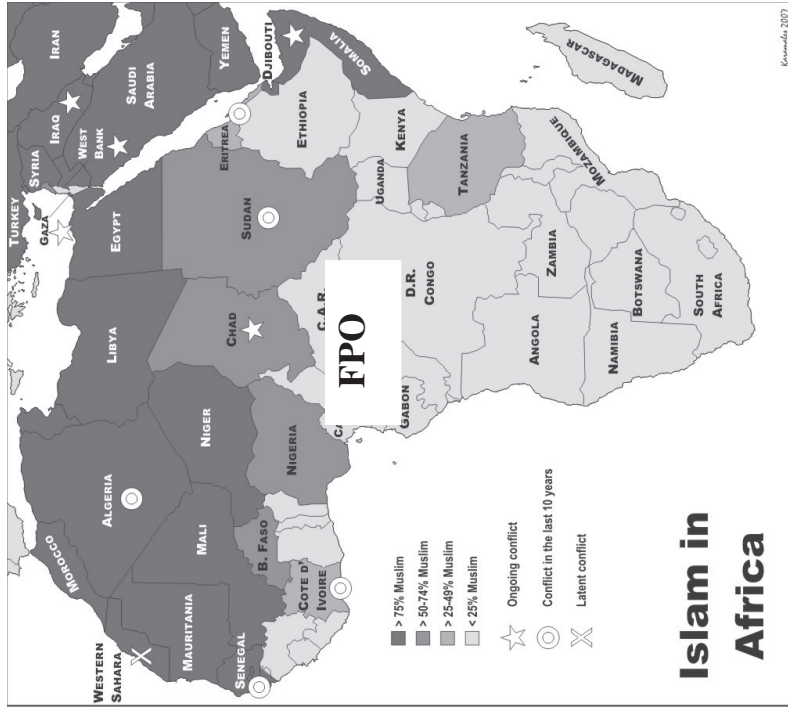 TURKEY
SYRIA
IRAQ
IRAN
GAZA
WEST
BANK
SAUDI
ARABIA
YEMEN
MOROCCO
ALGERIA
LIBYA
EGYPT
WESTERN
SAHARA
MAURITANIA
MALI
NIGER
CHAD
SUDAN
ERITREA
DJIBOUTI
SENEGAL
B. FASO
NIGERIA
ETHIOPIA
SOMALIA
COTE D'
IVOIRE
C.A.R.
CA
FPO
GABON
D.R.
CONGO
UGANDA
KENYA
TANZANIA
ANGOLA
ZAMBIA
MOZAMBIQUE
MADAGASCAR
NAMIBIA
BOTSWANA
SOUTH
AFRICA
> 75% Muslim
> 50-74% Muslim
> 25-49% Muslim
< 25% Muslim
Ongoing conflict
Conflict in the last 10 years
Latent conflict
Islam in
Africa
2007